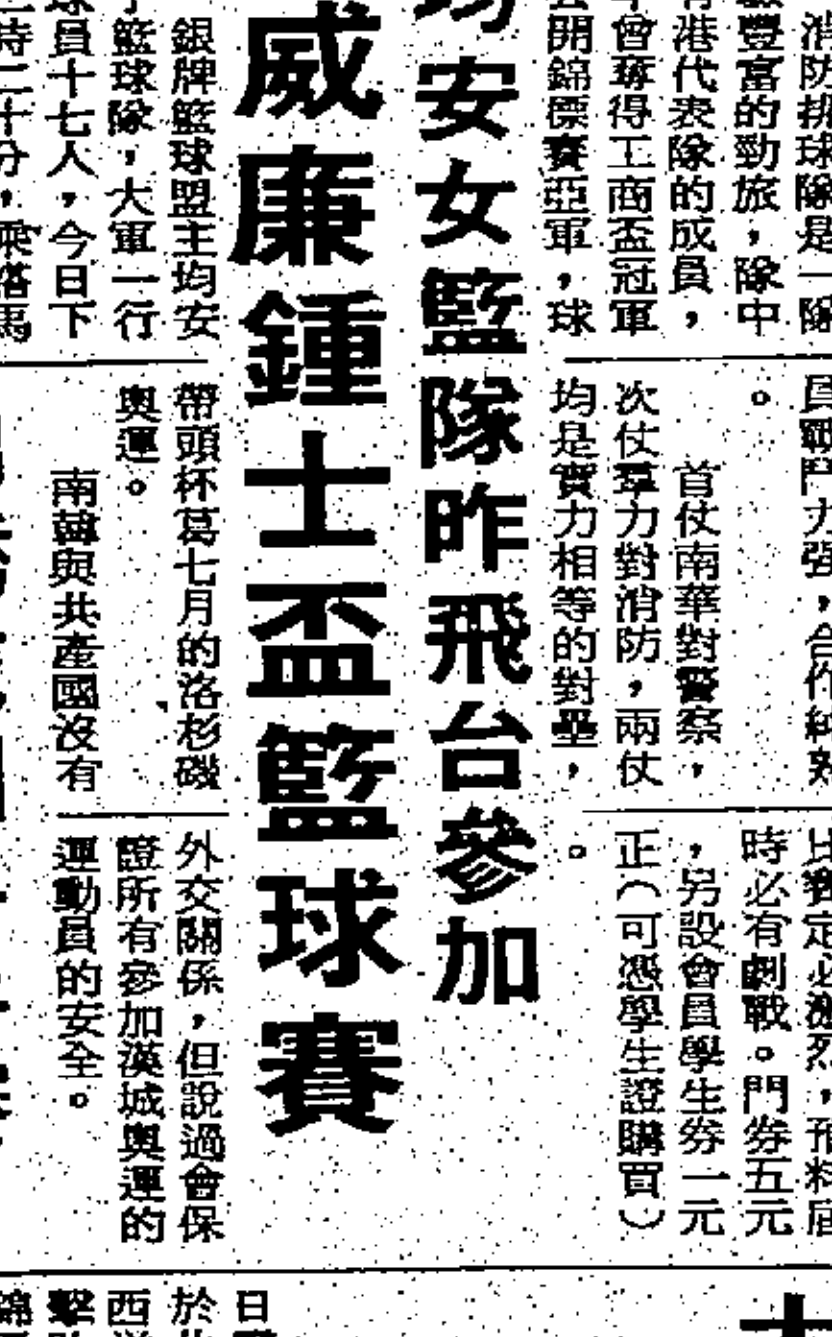 消防排球隊是一隊
豐富的勁旅，隊中
港代表隊的成員，
曾奪得工商盃冠軍
開錦標賽亞軍，球
員戰鬥力强，合作純熟
。
首仗南華對警察，
次仗羣力對消防，兩仗
均是實力相等的對壘，
比賽定必激烈，預料屆
時必有劇戰。門券五元
，另設會員學生券一元
正（可憑學生證購買）
。
均安女籃隊昨飛台參加
威廉鍾士盃籃球賽
銀牌籃球盟主均安
籃球隊，大軍一行
球員十七人，今日下
時二十分，乘搭馬
帶頭杯葛七月的洛杉磯
奧運。
南韓與共產國沒有
外交關係，但說過會保
證所有參加漢城奧運的
運動員的安全。
日
於
西
擊
錦